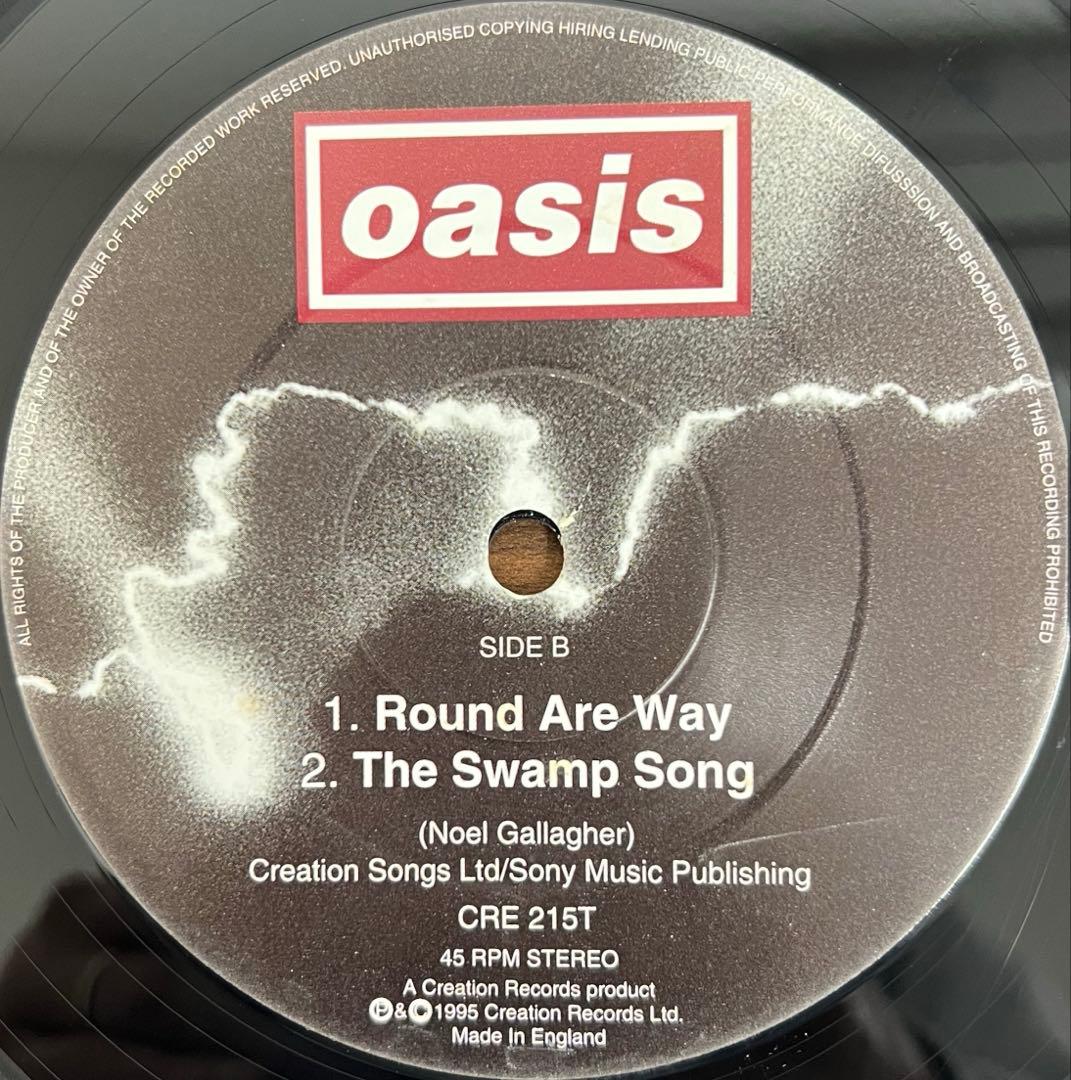 ALL RIGHTS OF THE PRODUCER AND OF THE OWNER OF THE RECORDED WORK RESERVED. UNAUTHORISED COPYING HIRING LENDING PUBLIC PERFORMANCE DIFUSSSION AND BROADCASTING OF THIS RECORDING PROHIBITED
oasis
SIDE B
1. Round Are Way
2. The Swamp Song
(Noel Gallagher)
Creation Songs Ltd/Sony Music Publishing
CRE 215T
45 RPM STEREO
A Creation Records product
℗&©1995 Creation Records Ltd.
Made In England